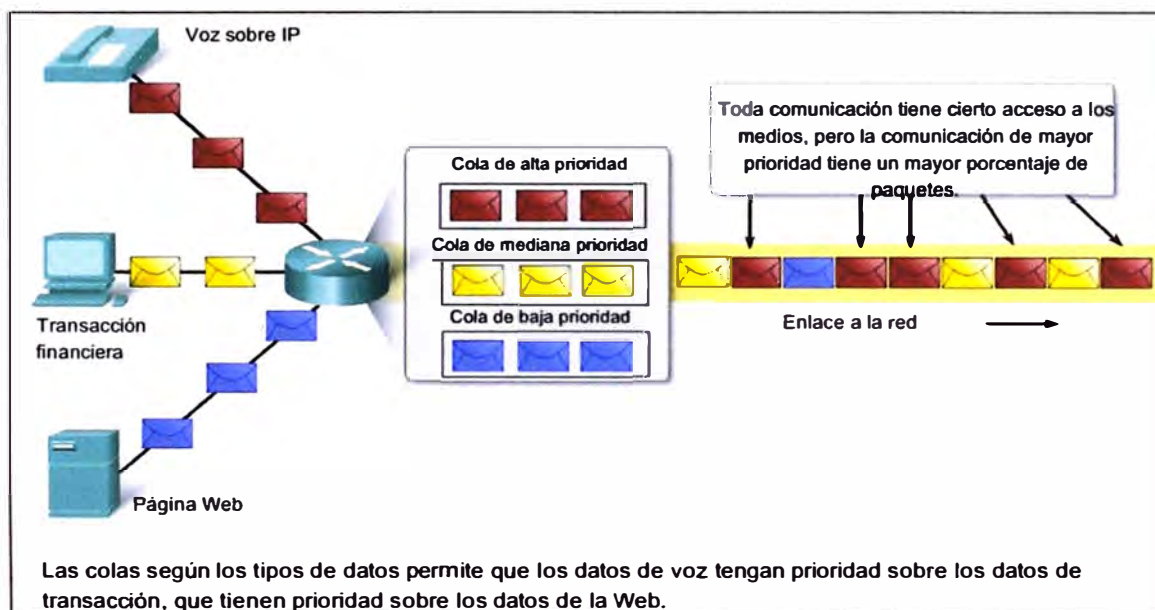 Voz sobre IP
Toda comunicación tiene cierto acceso a los
medios, pero la comunicación de mayor
prioridad tiene un mayor porcentaje de
paquetes.
Cola de alta prioridad
Cola de mediana prioridad
Cola de baja prioridad
Transacción
financiera
Enlace a la red
Página Web
Las colas según los tipos de datos permite que los datos de voz tengan prioridad sobre los datos de
transacción, que tienen prioridad sobre los datos de la Web.